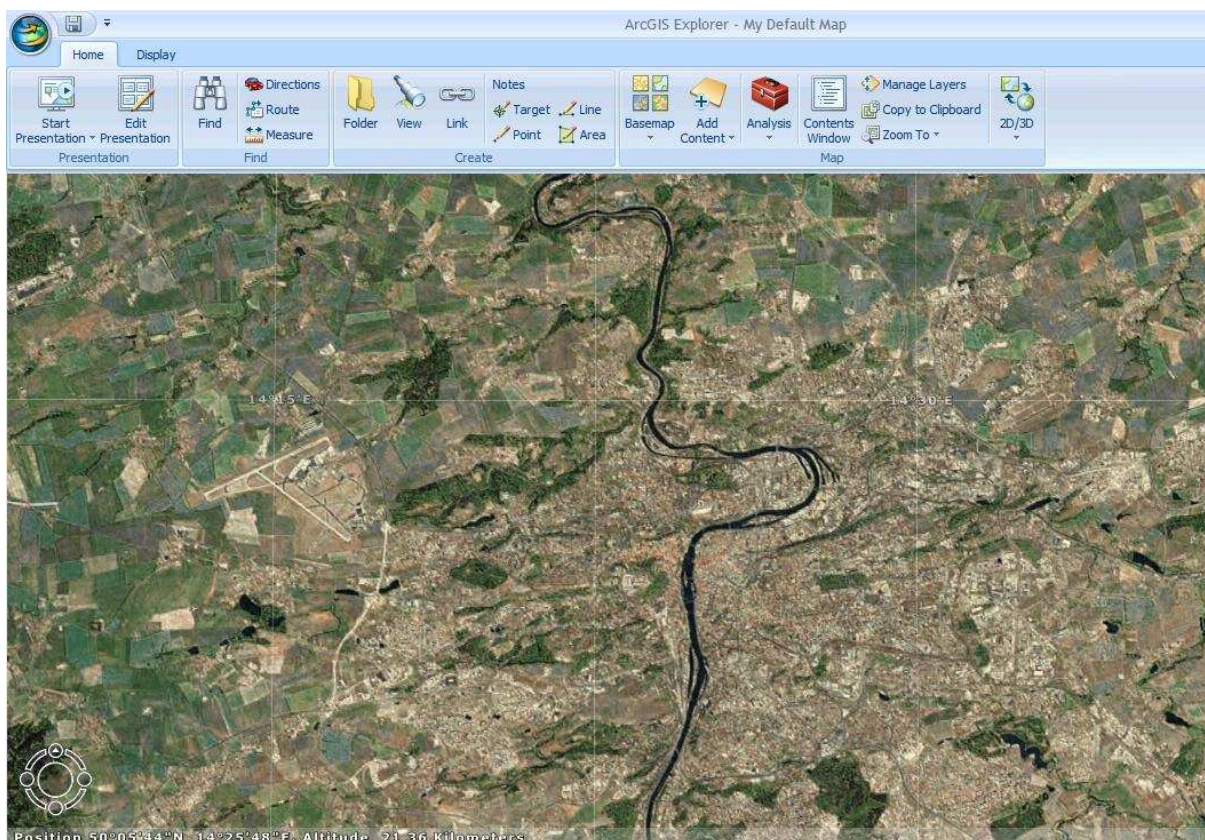 ArcGIS Explorer - My Default Map
Home Display
Start Presentation
Edit Presentation
Presentation
Find
Directions
Route
Measure
Find
Folder
View
Link
Notes
Target Line
Point Area
Create
Basemap
Add Content
Analysis
Contents Window
Manage Layers
Copy to Clipboard
Zoom To
2D/3D
Map
14°15'E
14°30'E
Position 50°05'44"N, 14°25'48"E, Altitude 21.36 Kilometers